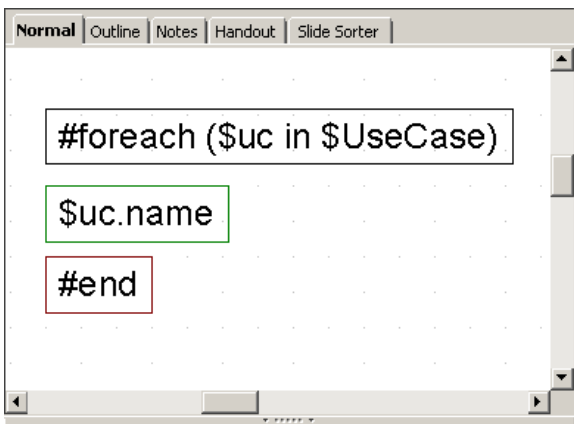 Normal Outline Notes Handout Slide Sorter
#foreach ($uc in $UseCase)
$uc.name
#end